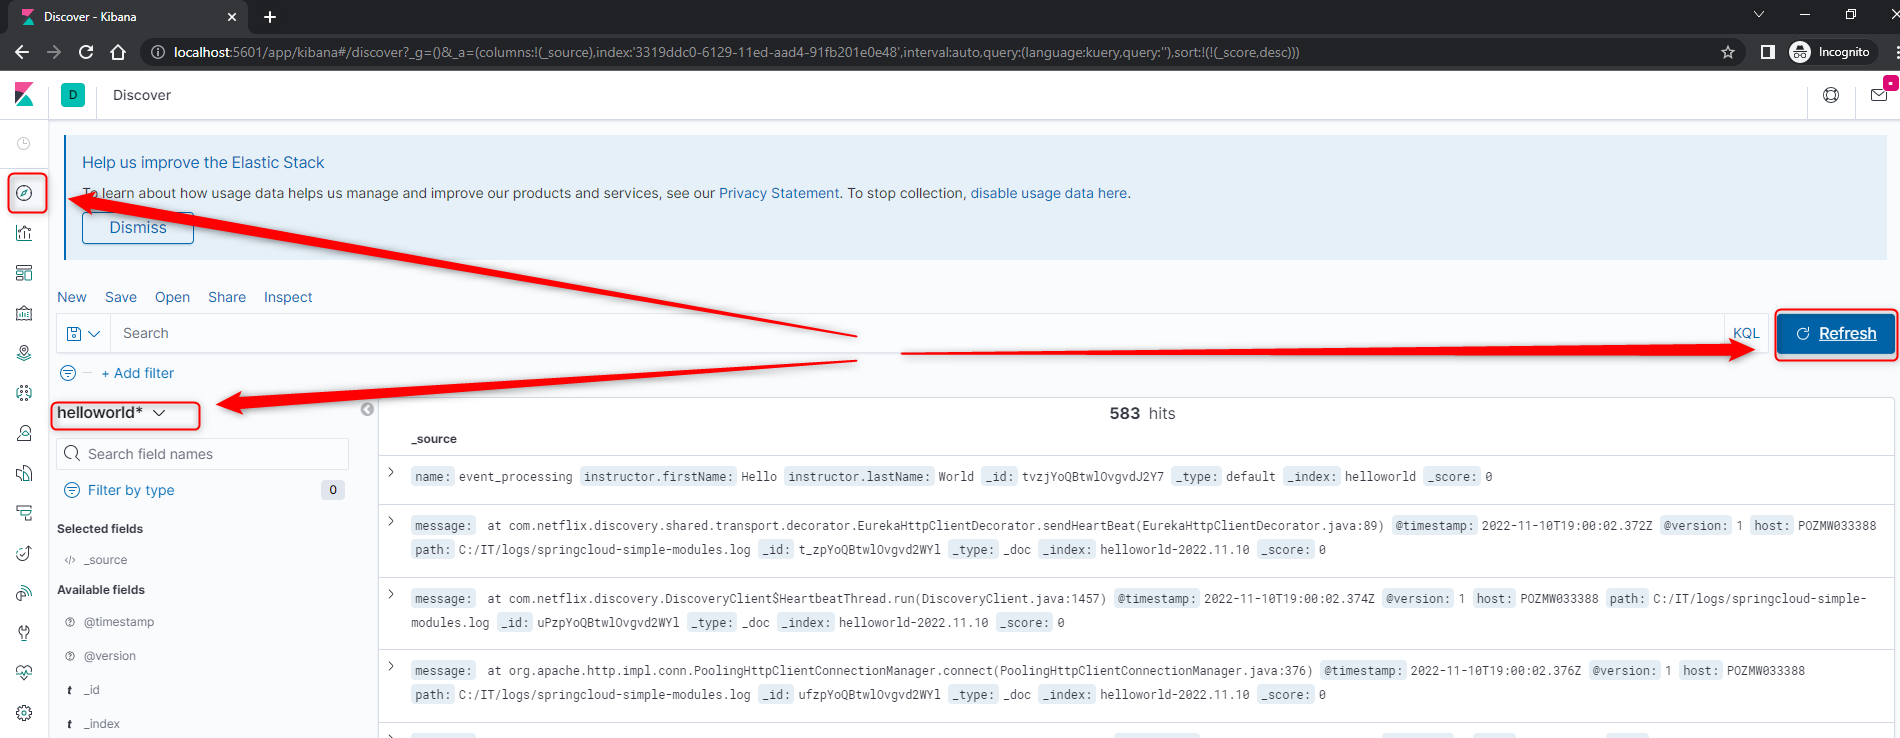 Discover - Kibana
localhost:5601/app/kibana#/discover?_g=()&_a=(columns:!(_source),index:'3319ddc0-6129-11ed-aad4-91fb201e0e48',interval:auto,query:(language:kuery,query:''),sort:!(!(_score,desc)))
Incognito
D
Discover
Help us improve the Elastic Stack
To learn about how usage data helps us manage and improve our products and services, see our Privacy Statement. To stop collection, disable usage data here.
Dismiss
New Save Open Share Inspect
Search
KQL
Refresh
+ Add filter
helloworld*
Search field names
Filter by type
0
Selected fields
_source
Available fields
@timestamp
@version
t _id
t _index
583 hits
_source
name: event_processing instructor.firstName: Hello instructor.lastName: World _id: tvzjYoQBtwlOvgvdJ2Y7 _type: default _index: helloworld _score: 0
message: at com.netflix.discovery.shared.transport.decorator.EurekaHttpClientDecorator.sendHeartBeat(EurekaHttpClientDecorator.java:89) @timestamp: 2022-11-10T19:00:02.372Z @version: 1 host: POZMW033388
path: C:/IT/logs/springcloud-simple-modules.log _id: t_zpYoQBtwlOvgvd2WYl _type: _doc _index: helloworld-2022.11.10 _score: 0
message: at com.netflix.discovery.DiscoveryClient$HeartbeatThread.run(DiscoveryClient.java:1457) @timestamp: 2022-11-10T19:00:02.374Z @version: 1 host: POZMW033388 path: C:/IT/logs/springcloud-simple-
modules.log _id: uPzpYoQBtwlOvgvd2WYl _type: _doc _index: helloworld-2022.11.10 _score: 0
message: at org.apache.http.impl.conn.PoolingHttpClientConnectionManager.connect(PoolingHttpClientConnectionManager.java:376) @timestamp: 2022-11-10T19:00:02.376Z @version: 1 host: POZMW033388
path: C:/IT/logs/springcloud-simple-modules.log _id: ufzpYoQBtwlOvgvd2WYl _type: _doc _index: helloworld-2022.11.10 _score: 0